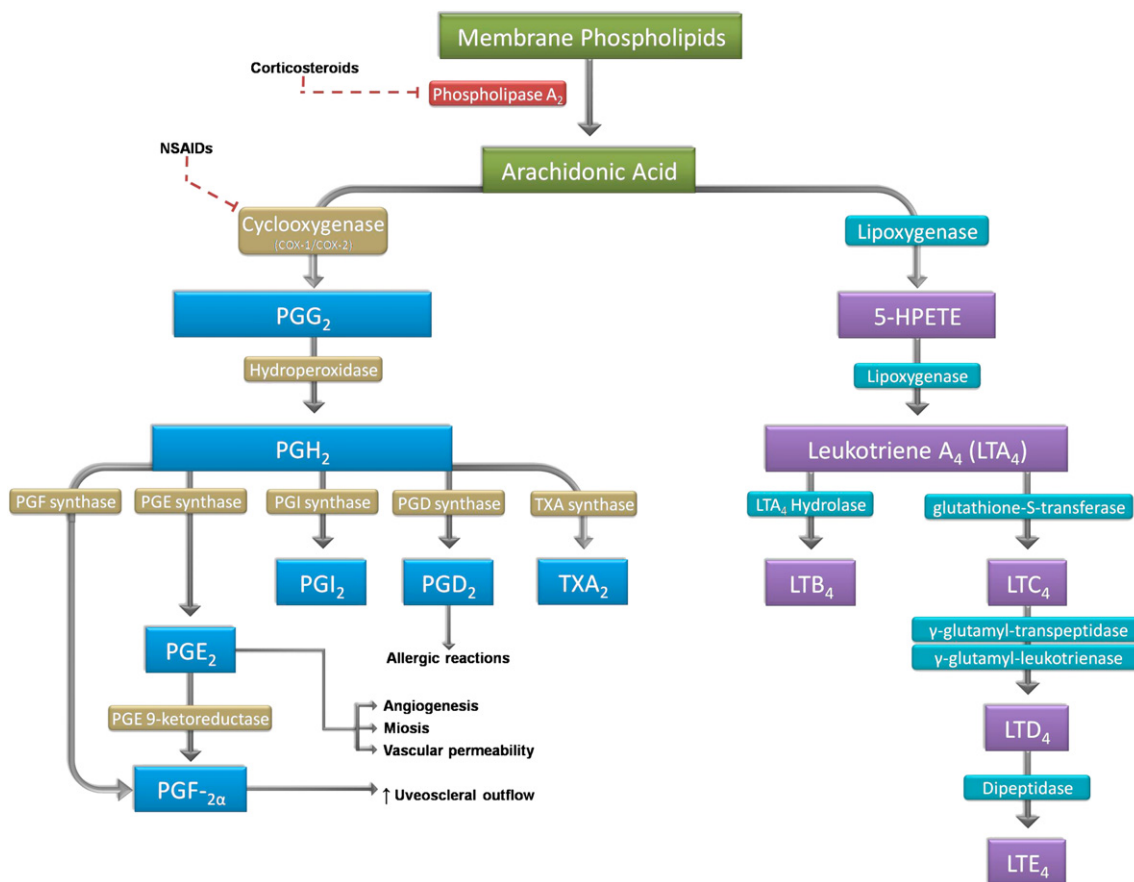 Membrane Phospholipids
Corticosteroids
Phospholipase A₂
NSAIDs
Arachidonic Acid
Cyclooxygenase
(COX-1/COX-2)
Lipoxygenase
PGG₂
5-HPETE
Hydroperoxidase
Lipoxygenase
PGH₂
Leukotriene A₄ (LTA₄)
PGF synthase
PGE synthase
PGI synthase
PGD synthase
TXA synthase
LTA₄ Hydrolase
glutathione-S-transferase
PGI₂
PGD₂
TXA₂
LTB₄
LTC₄
γ-glutamyl-transpeptidase
γ-glutamyl-leukotrienase
PGE₂
Allergic reactions
Angiogenesis
Miosis
Vascular permeability
PGE 9-ketoreductase
LTD₄
PGF-₂α
↑ Uveoscleral outflow
Dipeptidase
LTE₄